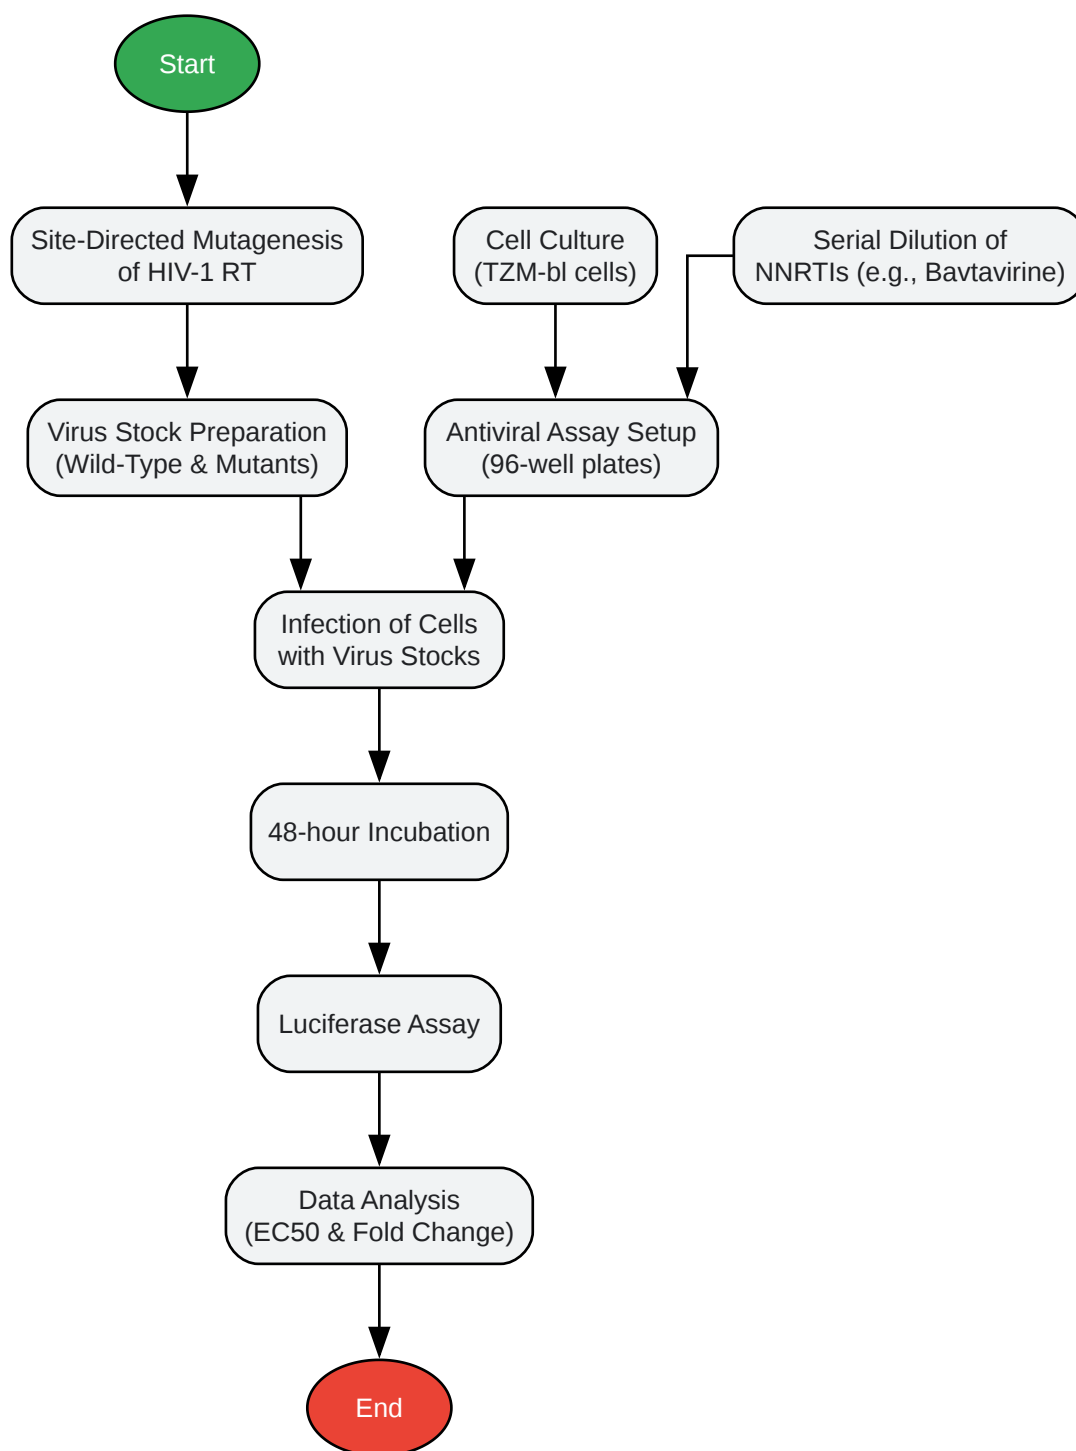 Start
Site-Directed Mutagenesis
of HIV-1 RT
Cell Culture
(TZM-bl cells)
Serial Dilution of
NNRTIs (e.g., Bavtavirine)
Virus Stock Preparation
(Wild-Type & Mutants)
Antiviral Assay Setup
(96-well plates)
Infection of Cells
with Virus Stocks
48-hour Incubation
Luciferase Assay
Data Analysis
(EC50 & Fold Change)
End